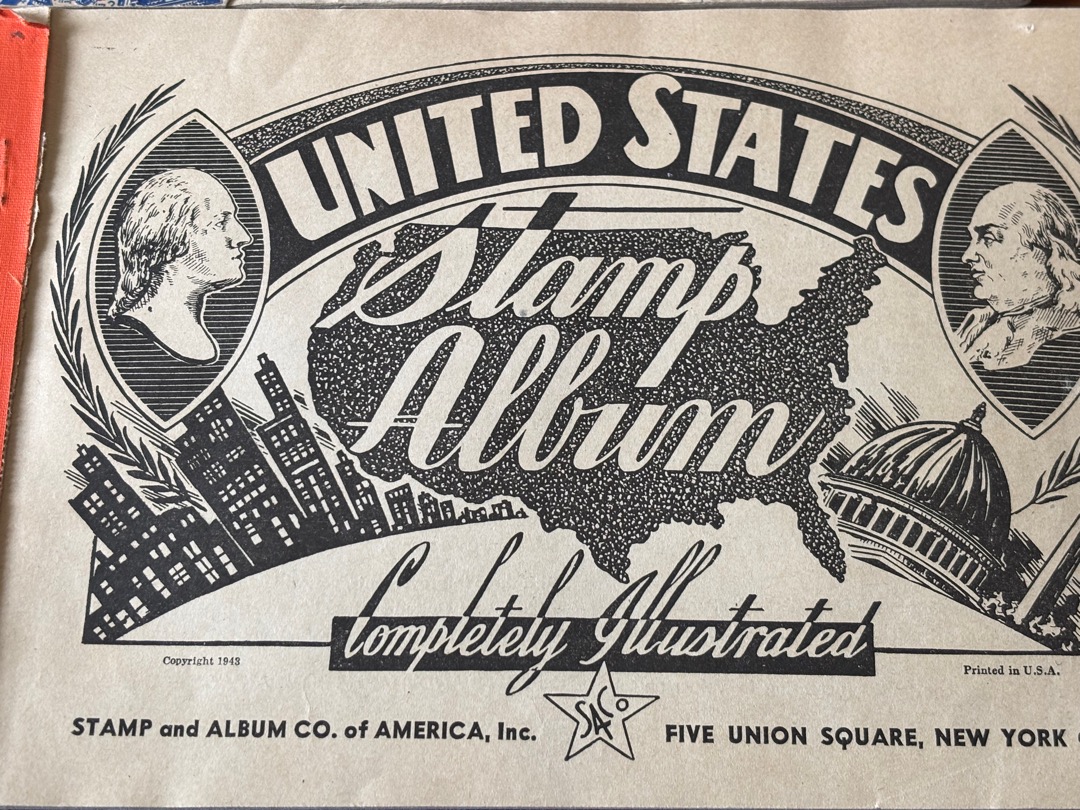 UNITED STATES
Stamp
Album
Completely Illustrated
Copyright 1943
Printed in U.S.A.
SACO
STAMP and ALBUM CO. of AMERICA, Inc.
FIVE UNION SQUARE, NEW YORK